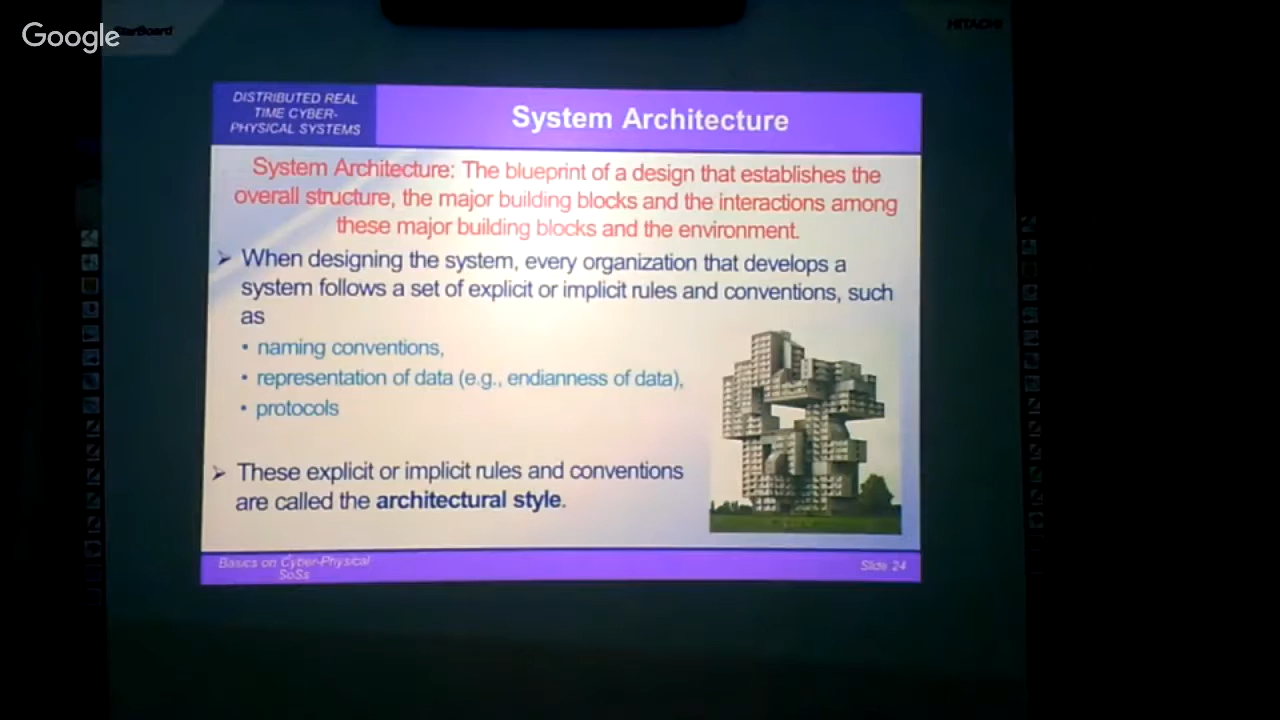 Google
StarBoard
HITACHI
DISTRIBUTED REAL
TIME CYBER-
PHYSICAL SYSTEMS
System Architecture
System Architecture: The blueprint of a design that establishes the
overall structure, the major building blocks and the interactions among
these major building blocks and the environment.
➢ When designing the system, every organization that develops a
system follows a set of explicit or implicit rules and conventions, such
as
• naming conventions,
• representation of data (e.g., endianness of data),
• protocols
➢ These explicit or implicit rules and conventions
are called the architectural style.
Basics on Cyber-Physical
SoSs
Slide 24